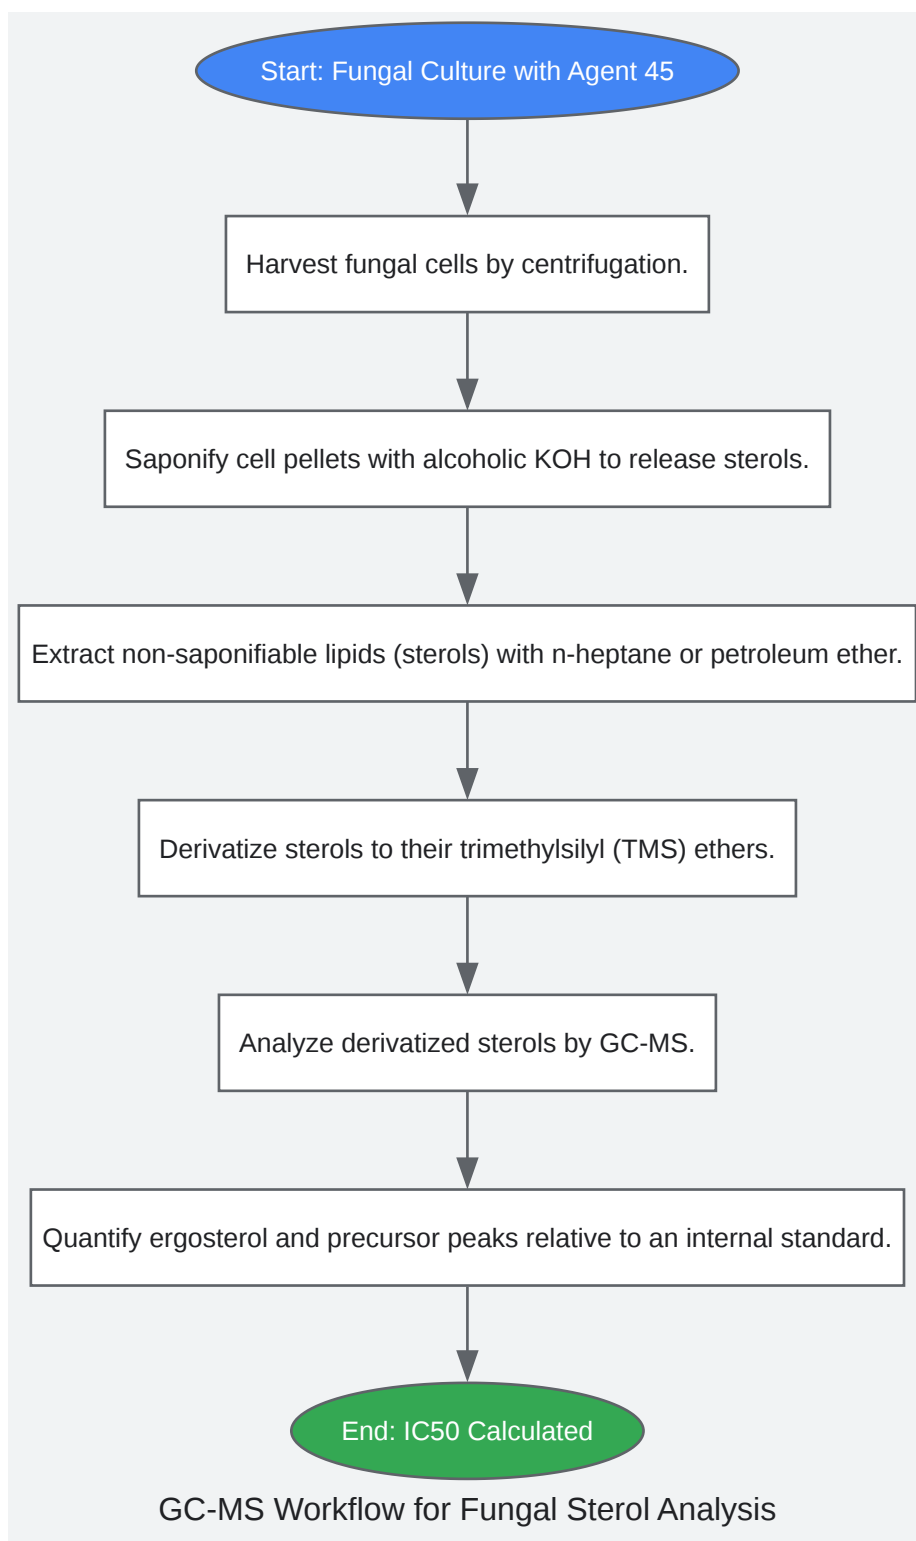 Start: Fungal Culture with Agent 45
Harvest fungal cells by centrifugation.
Saponify cell pellets with alcoholic KOH to release sterols.
Extract non-saponifiable lipids (sterols) with n-heptane or petroleum ether.
Derivatize sterols to their trimethylsilyl (TMS) ethers.
Analyze derivatized sterols by GC-MS.
Quantify ergosterol and precursor peaks relative to an internal standard.
End: IC50 Calculated
GC-MS Workflow for Fungal Sterol Analysis